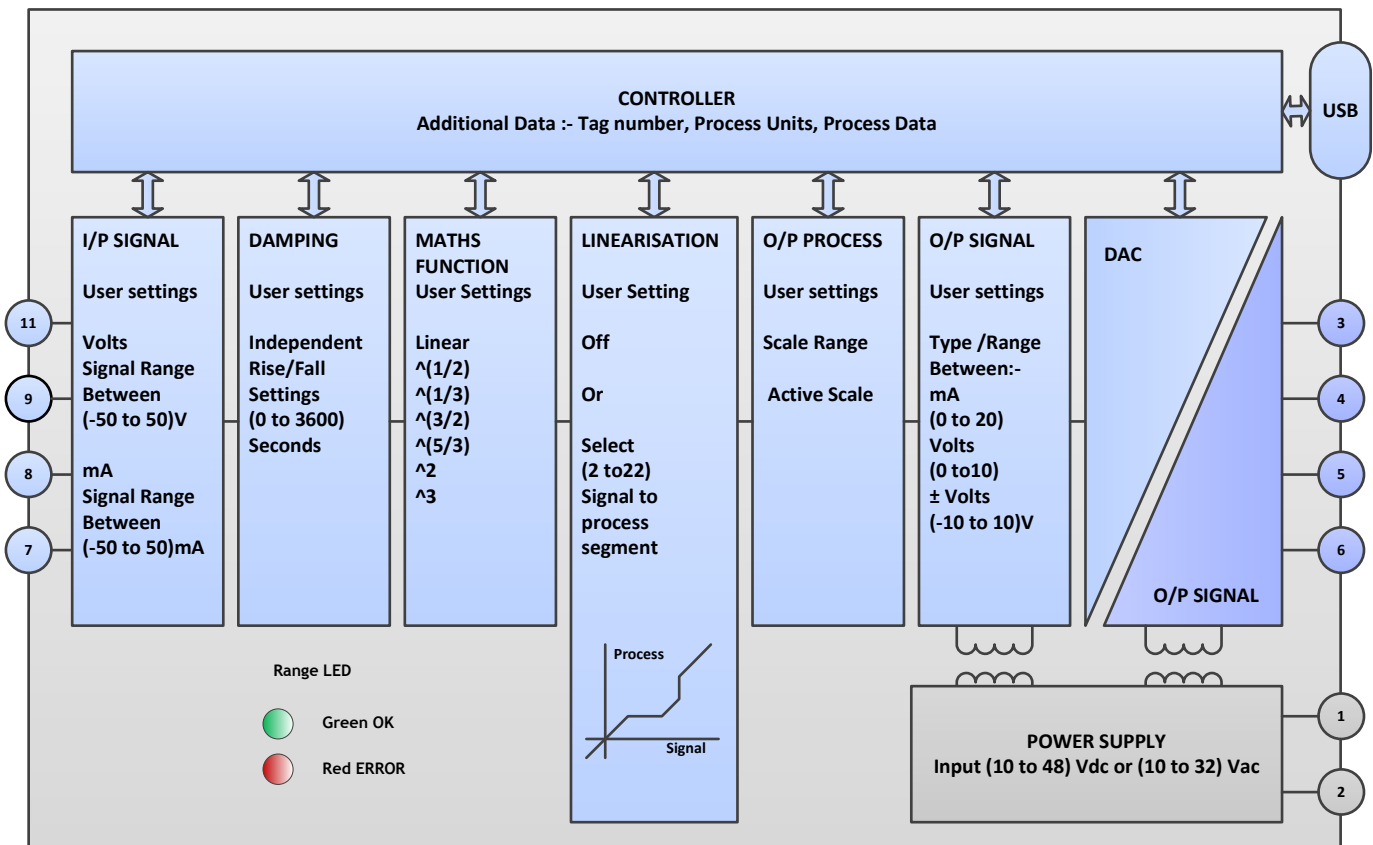 CONTROLLER
Additional Data :- Tag number, Process Units, Process Data
USB
I/P SIGNAL
User settings
Volts
Signal Range
Between
(-50 to 50)V
mA
Signal Range
Between
(-50 to 50)mA
DAMPING
User settings
Independent
Rise/Fall
Settings
(0 to 3600)
Seconds
MATHS
FUNCTION
User Settings
Linear
^(1/2)
^(1/3)
^(3/2)
^(5/3)
^2
^3
LINEARISATION
User Setting
Off
Or
Select
(2 to22)
Signal to
process
segment
Process
Signal
O/P PROCESS
User settings
Scale Range
Active Scale
O/P SIGNAL
User settings
Type /Range
Between:-
mA
(0 to 20)
Volts
(0 to10)
± Volts
(-10 to 10)V
DAC
O/P SIGNAL
11
9
8
7
3
4
5
6
1
2
Range LED
Green OK
Red ERROR
POWER SUPPLY
Input (10 to 48) Vdc or (10 to 32) Vac